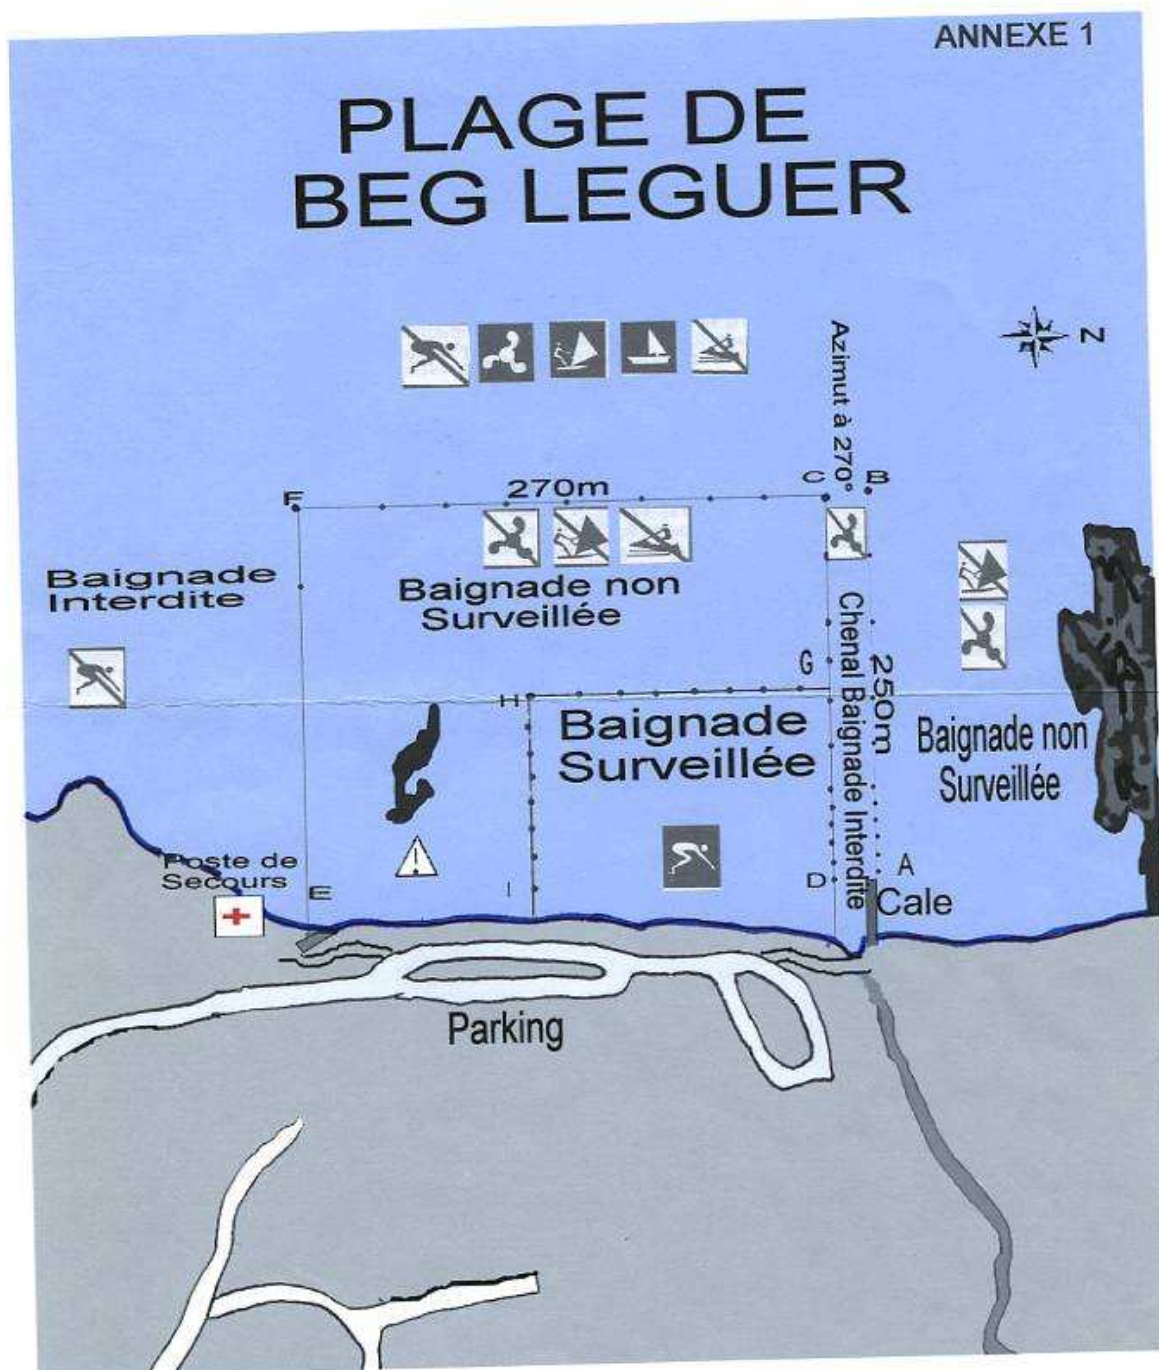 ANNEXE 1
PLAGE DE
BEG LEGUER
N
Azimut à 270°
F
270m
C
B
Baignade
Interdite
Baignade non
Surveillée
Chenal Baignade Interdite
250m
G
H
Baignade
Surveillée
Baignade non
Surveillée
Poste de
Secours
E
I
D
A
Cale
Parking